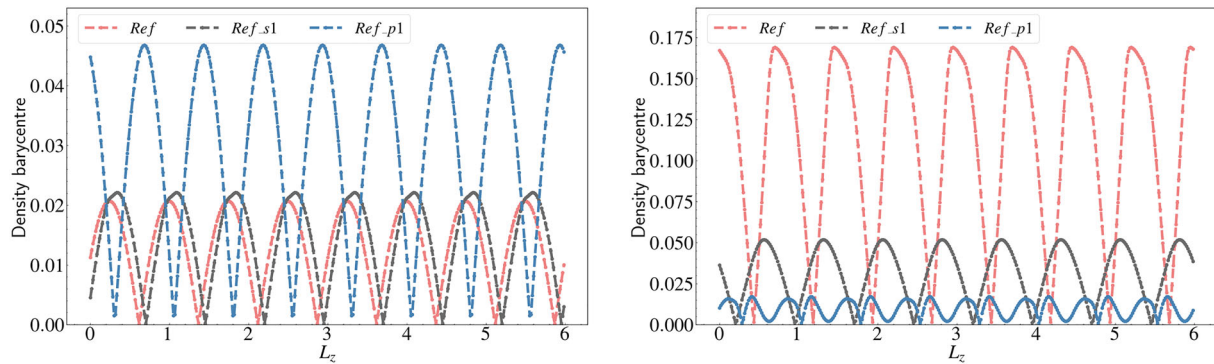 Ref Ref_s1 Ref_p1
0.05
0.04
0.03
0.02
0.01
0.00
Density barycentre
0 1 2 3 4 5 6
L_z
Ref Ref_s1 Ref_p1
0.175
0.150
0.125
0.100
0.075
0.050
0.025
0.000
Density barycentre
0 1 2 3 4 5 6
L_z